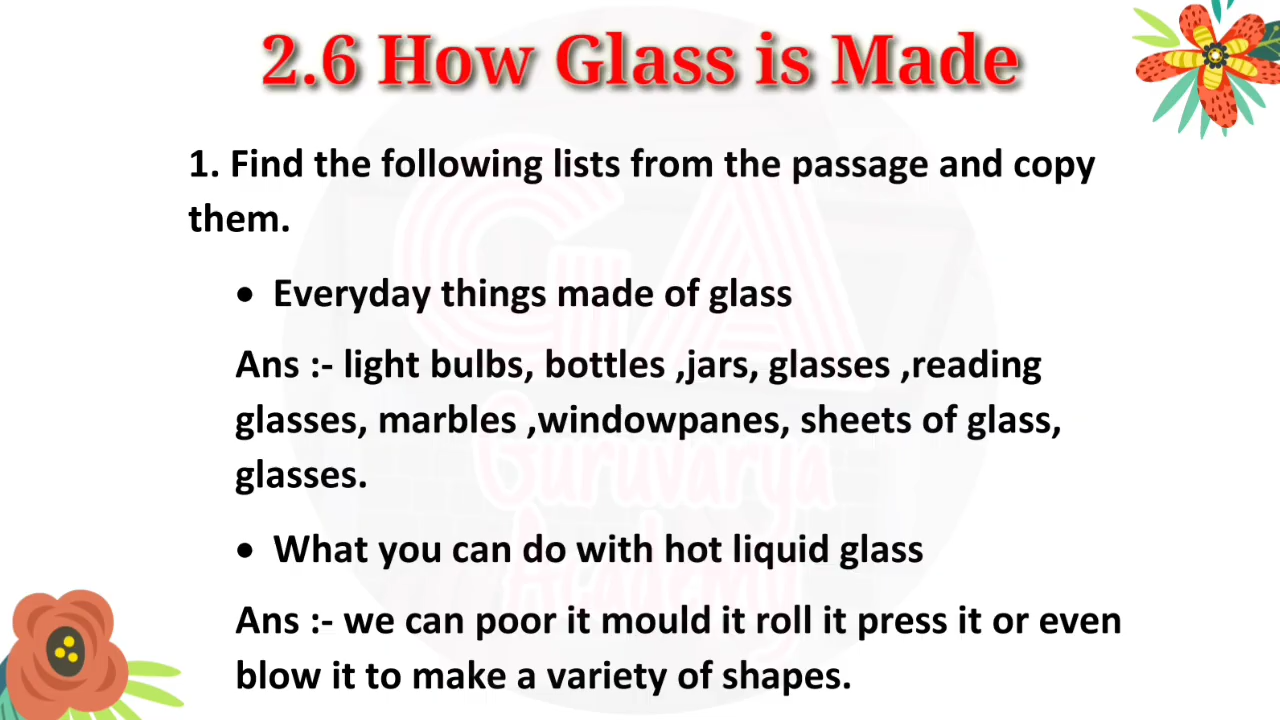 2.6 How Glass is Made
1. Find the following lists from the passage and copy
them.
• Everyday things made of glass
Ans :- light bulbs, bottles ,jars, glasses ,reading
glasses, marbles ,windowpanes, sheets of glass,
glasses.
• What you can do with hot liquid glass
Ans :- we can poor it mould it roll it press it or even
blow it to make a variety of shapes.
GA
Guruvarya
Academy